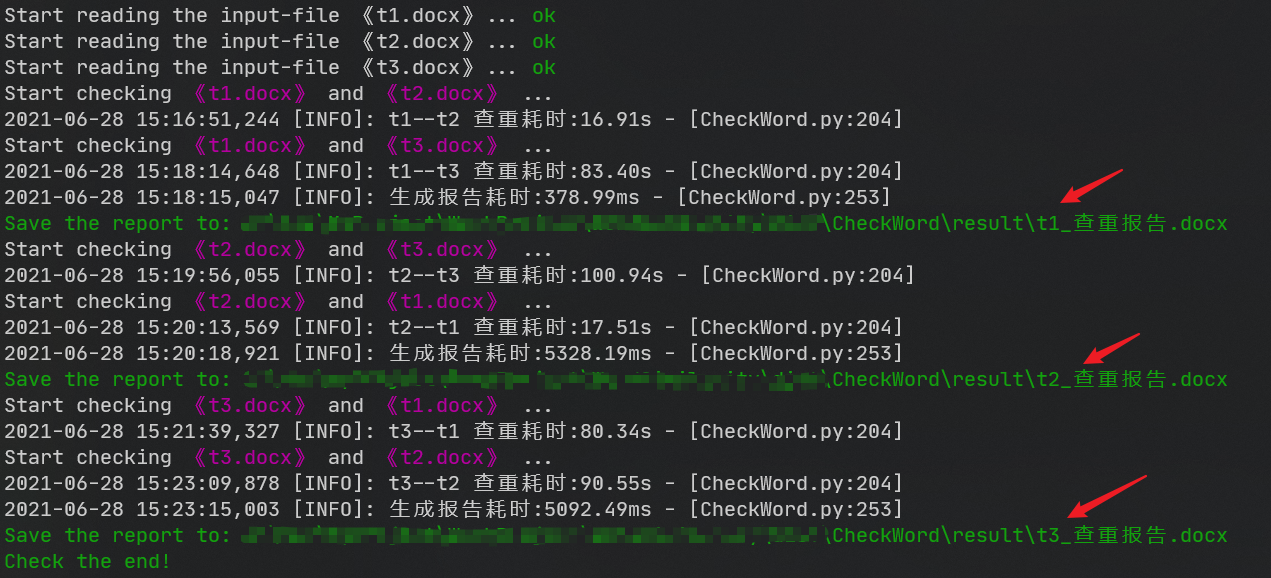 Start reading the input-file 《t1.docx》... ok
Start reading the input-file 《t2.docx》... ok
Start reading the input-file 《t3.docx》... ok
Start checking 《t1.docx》 and 《t2.docx》 ...
2021-06-28 15:16:51,244 [INFO]: t1--t2 查重耗时:16.91s - [CheckWord.py:204]
Start checking 《t1.docx》 and 《t3.docx》 ...
2021-06-28 15:18:14,648 [INFO]: t1--t3 查重耗时:83.40s - [CheckWord.py:204]
2021-06-28 15:18:15,047 [INFO]: 生成报告耗时:378.99ms - [CheckWord.py:253]
Save the report to: \CheckWord\result\t1_查重报告.docx
Start checking 《t2.docx》 and 《t3.docx》 ...
2021-06-28 15:19:56,055 [INFO]: t2--t3 查重耗时:100.94s - [CheckWord.py:204]
Start checking 《t2.docx》 and 《t1.docx》 ...
2021-06-28 15:20:13,569 [INFO]: t2--t1 查重耗时:17.51s - [CheckWord.py:204]
2021-06-28 15:20:18,921 [INFO]: 生成报告耗时:5328.19ms - [CheckWord.py:253]
Save the report to: \CheckWord\result\t2_查重报告.docx
Start checking 《t3.docx》 and 《t1.docx》 ...
2021-06-28 15:21:39,327 [INFO]: t3--t1 查重耗时:80.34s - [CheckWord.py:204]
Start checking 《t3.docx》 and 《t2.docx》 ...
2021-06-28 15:23:09,878 [INFO]: t3--t2 查重耗时:90.55s - [CheckWord.py:204]
2021-06-28 15:23:15,003 [INFO]: 生成报告耗时:5092.49ms - [CheckWord.py:253]
Save the report to: \CheckWord\result\t3_查重报告.docx
Check the end!